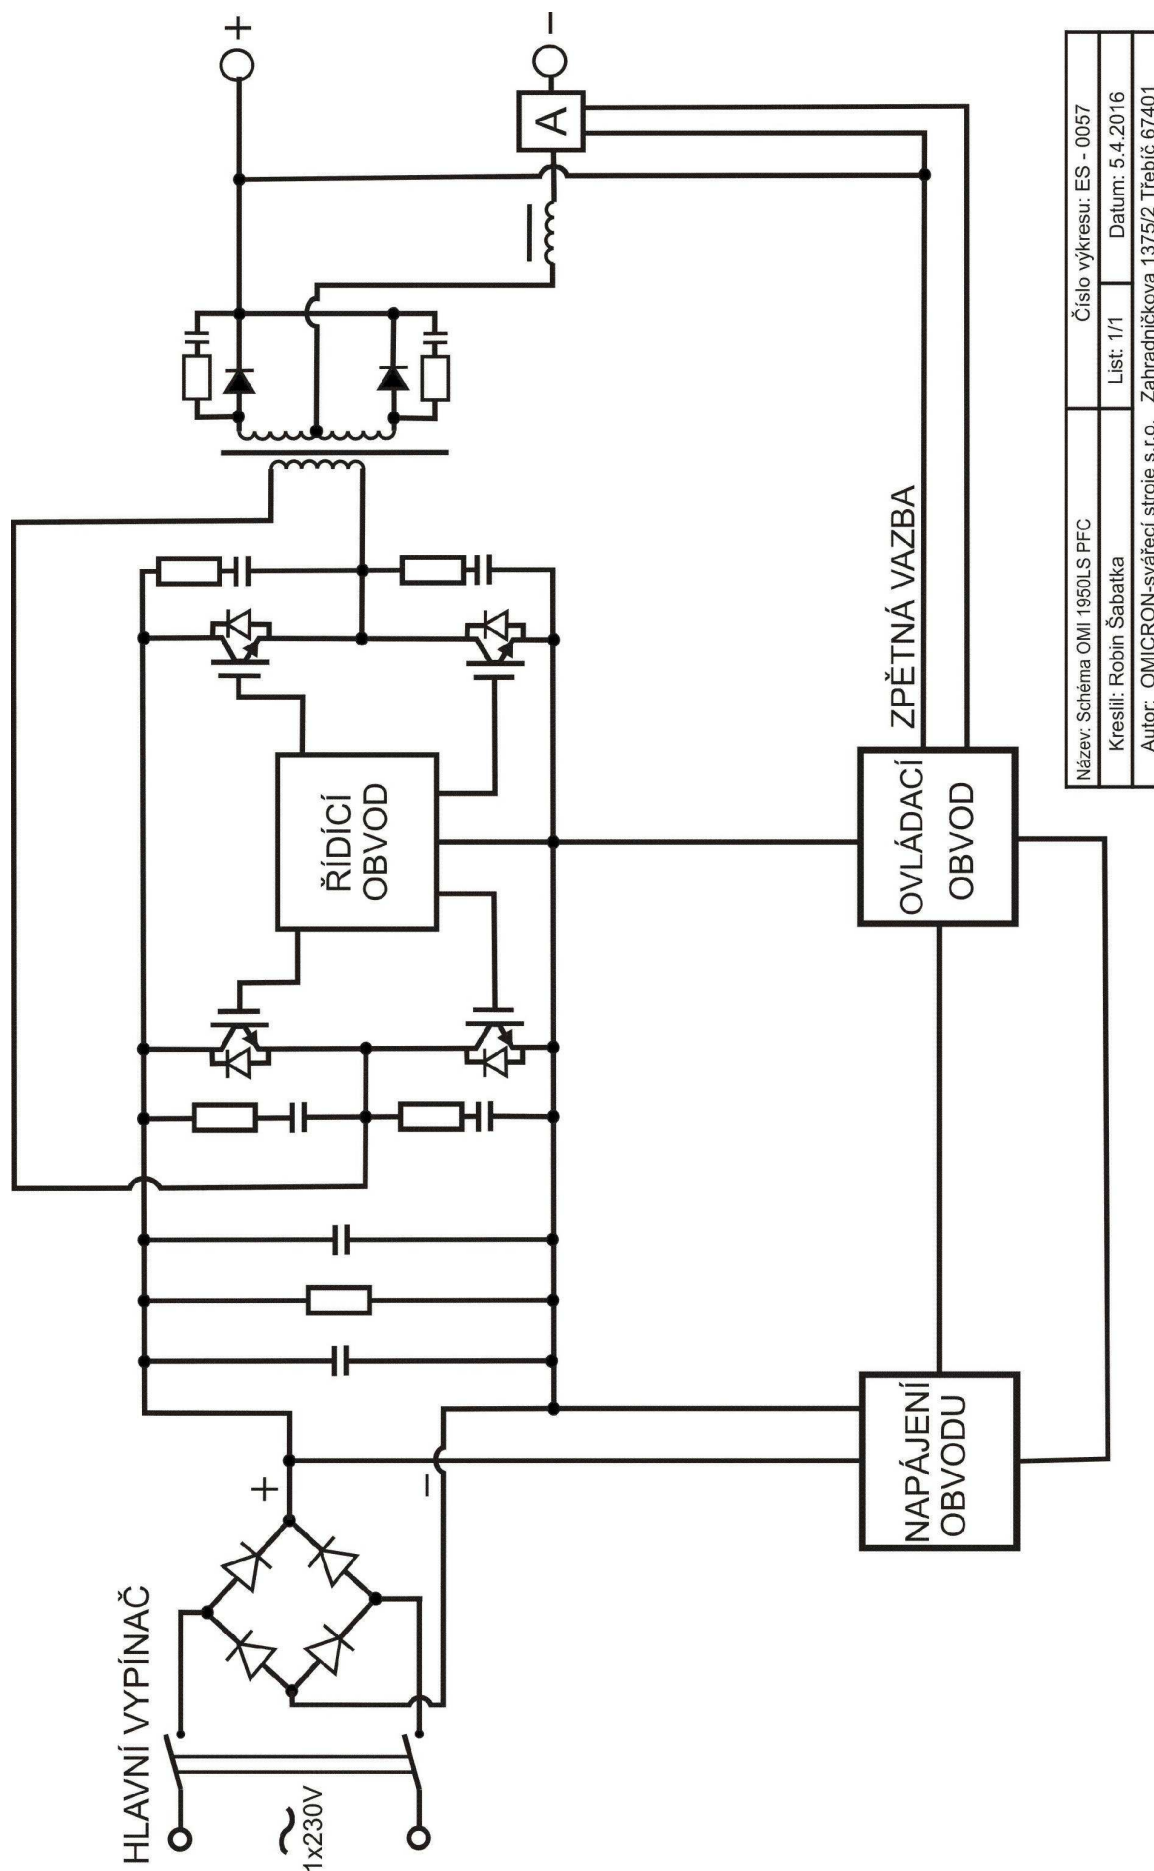 HLAVNÍ VYPÍNAČ
1x230V
+
−
NAPÁJENÍ
OBVODU
ŘÍDÍCÍ
OBVOD
OVLÁDACÍ
OBVOD
ZPĚTNÁ VAZBA
A
+
−
Název: Schéma OMI 1950LS PFC
Číslo výkresu: ES - 0057
Kreslil: Robin Šabatka
List: 1/1
Datum: 5.4.2016
Autor: OMICRON-svářecí stroje s.r.o. Zahradníčkova 1375/2 Třebíč 67401